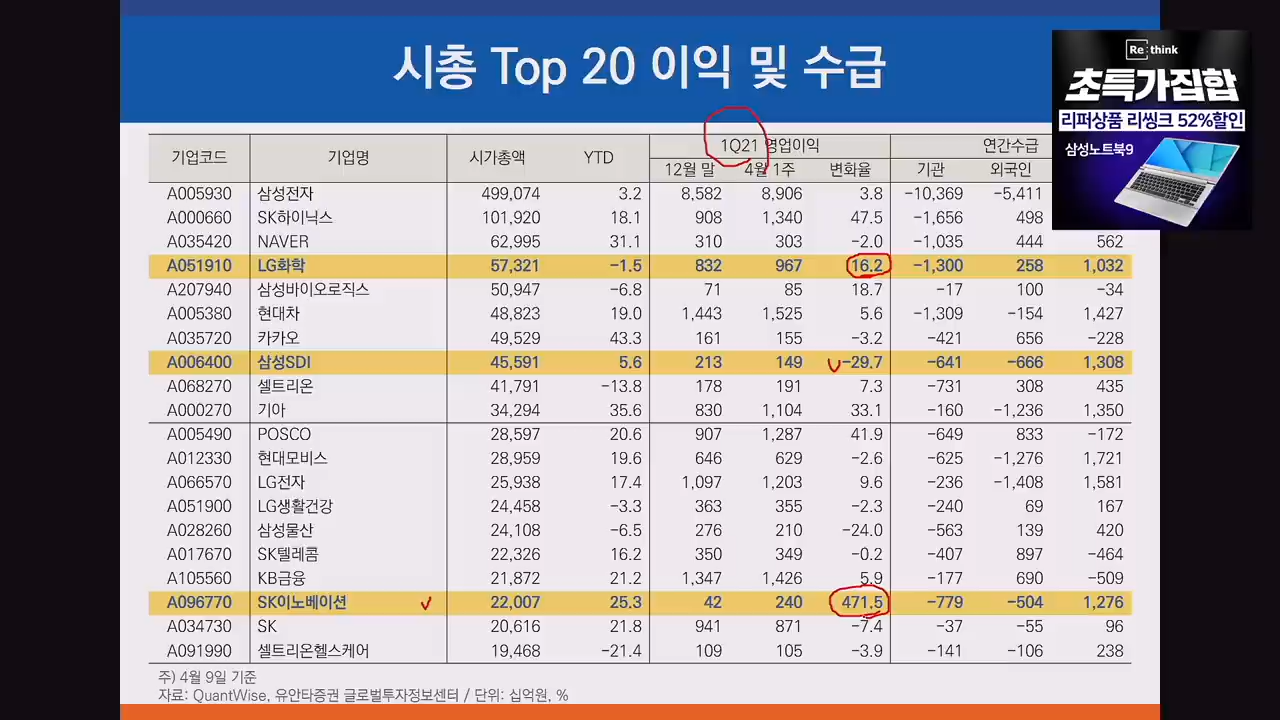 시총 Top 20 이익 및 수급
Re:think
초특가집합
리퍼상품 리씽크 52%할인
삼성노트북9
기업코드 기업명 시가총액 YTD 1Q21 영업이익 연간수급
12월 말 4월 1주 변화율 기관 외국인
A005930 삼성전자 499,074 3.2 8,582 8,906 3.8 -10,369 -5,411
A000660 SK하이닉스 101,920 18.1 908 1,340 47.5 -1,656 498
A035420 NAVER 62,995 31.1 310 303 -2.0 -1,035 444 562
A051910 LG화학 57,321 -1.5 832 967 16.2 -1,300 258 1,032
A207940 삼성바이오로직스 50,947 -6.8 71 85 18.7 -17 100 -34
A005380 현대차 48,823 19.0 1,443 1,525 5.6 -1,309 -154 1,427
A035720 카카오 49,529 43.3 161 155 -3.2 -421 656 -228
A006400 삼성SDI 45,591 5.6 213 149 -29.7 -641 -666 1,308
A068270 셀트리온 41,791 -13.8 178 191 7.3 -731 308 435
A000270 기아 34,294 35.6 830 1,104 33.1 -160 -1,236 1,350
A005490 POSCO 28,597 20.6 907 1,287 41.9 -649 833 -172
A012330 현대모비스 28,959 19.6 646 629 -2.6 -625 -1,276 1,721
A066570 LG전자 25,938 17.4 1,097 1,203 9.6 -236 -1,408 1,581
A051900 LG생활건강 24,458 -3.3 363 355 -2.3 -240 69 167
A028260 삼성물산 24,108 -6.5 276 210 -24.0 -563 139 420
A017670 SK텔레콤 22,326 16.2 350 349 -0.2 -407 897 -464
A105560 KB금융 21,872 21.2 1,347 1,426 5.9 -177 690 -509
A096770 SK이노베이션 22,007 25.3 42 240 471.5 -779 -504 1,276
A034730 SK 20,616 21.8 941 871 -7.4 -37 -55 96
A091990 셀트리온헬스케어 19,468 -21.4 109 105 -3.9 -141 -106 238
주) 4월 9일 기준
자료: QuantWise, 유안타증권 글로벌투자정보센터 / 단위: 십억원, %